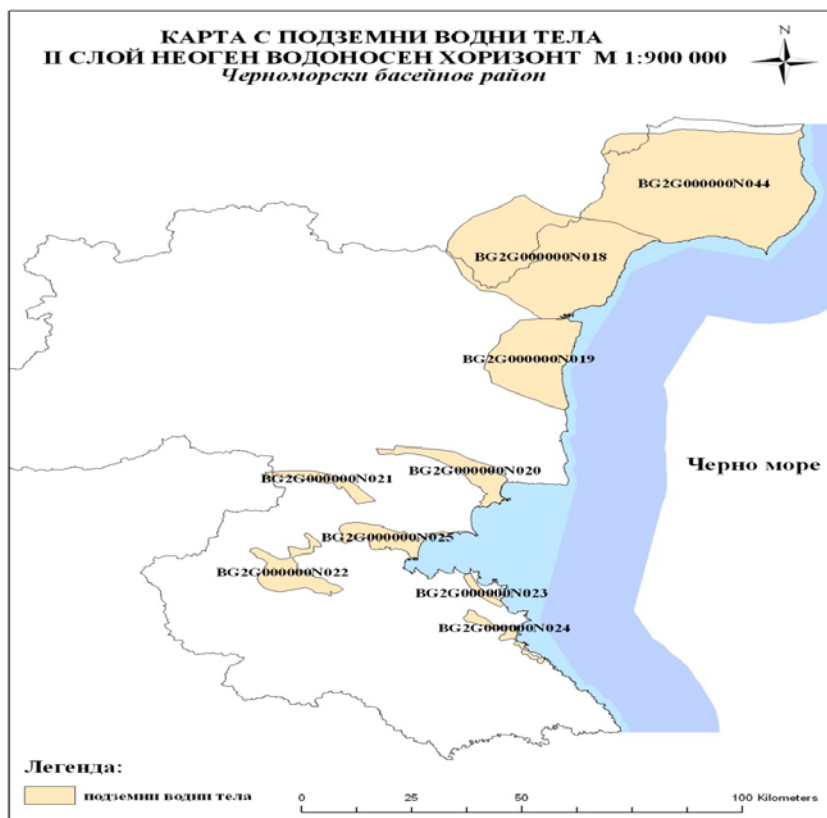 КАРТА С ПОДЗЕМНИ ВОДНИ ТЕЛА
II СЛОЙ НЕОГЕН ВОДОНОСЕН ХОРИЗОНТ М 1:900 000
Черноморски басейнов район
N
BG2G000000N044
BG2G000000N018
BG2G000000N019
BG2G000000N020
BG2G000000N021
Черно море
BG2G000000N025
BG2G000000N022
BG2G000000N023
BG2G000000N024
Легенда:
подземни водни тела
0 25 50 100 Kilometers